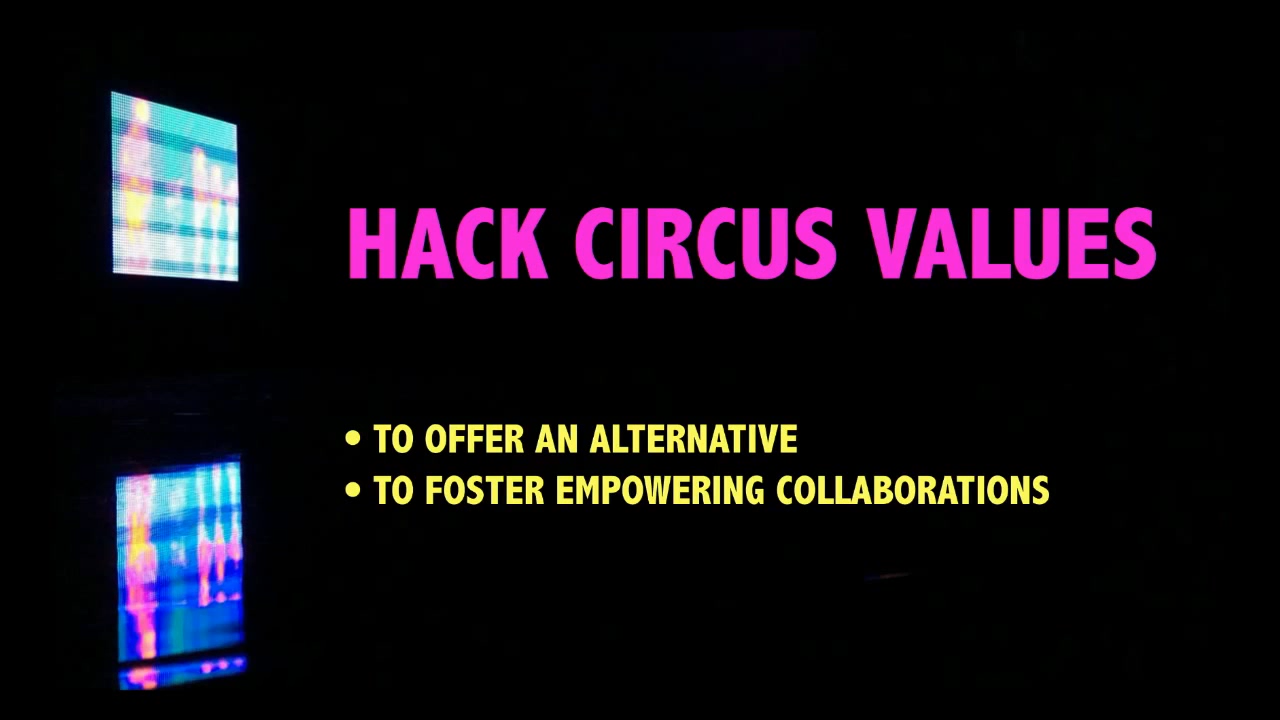 HACK CIRCUS VALUES
• TO OFFER AN ALTERNATIVE
• TO FOSTER EMPOWERING COLLABORATIONS